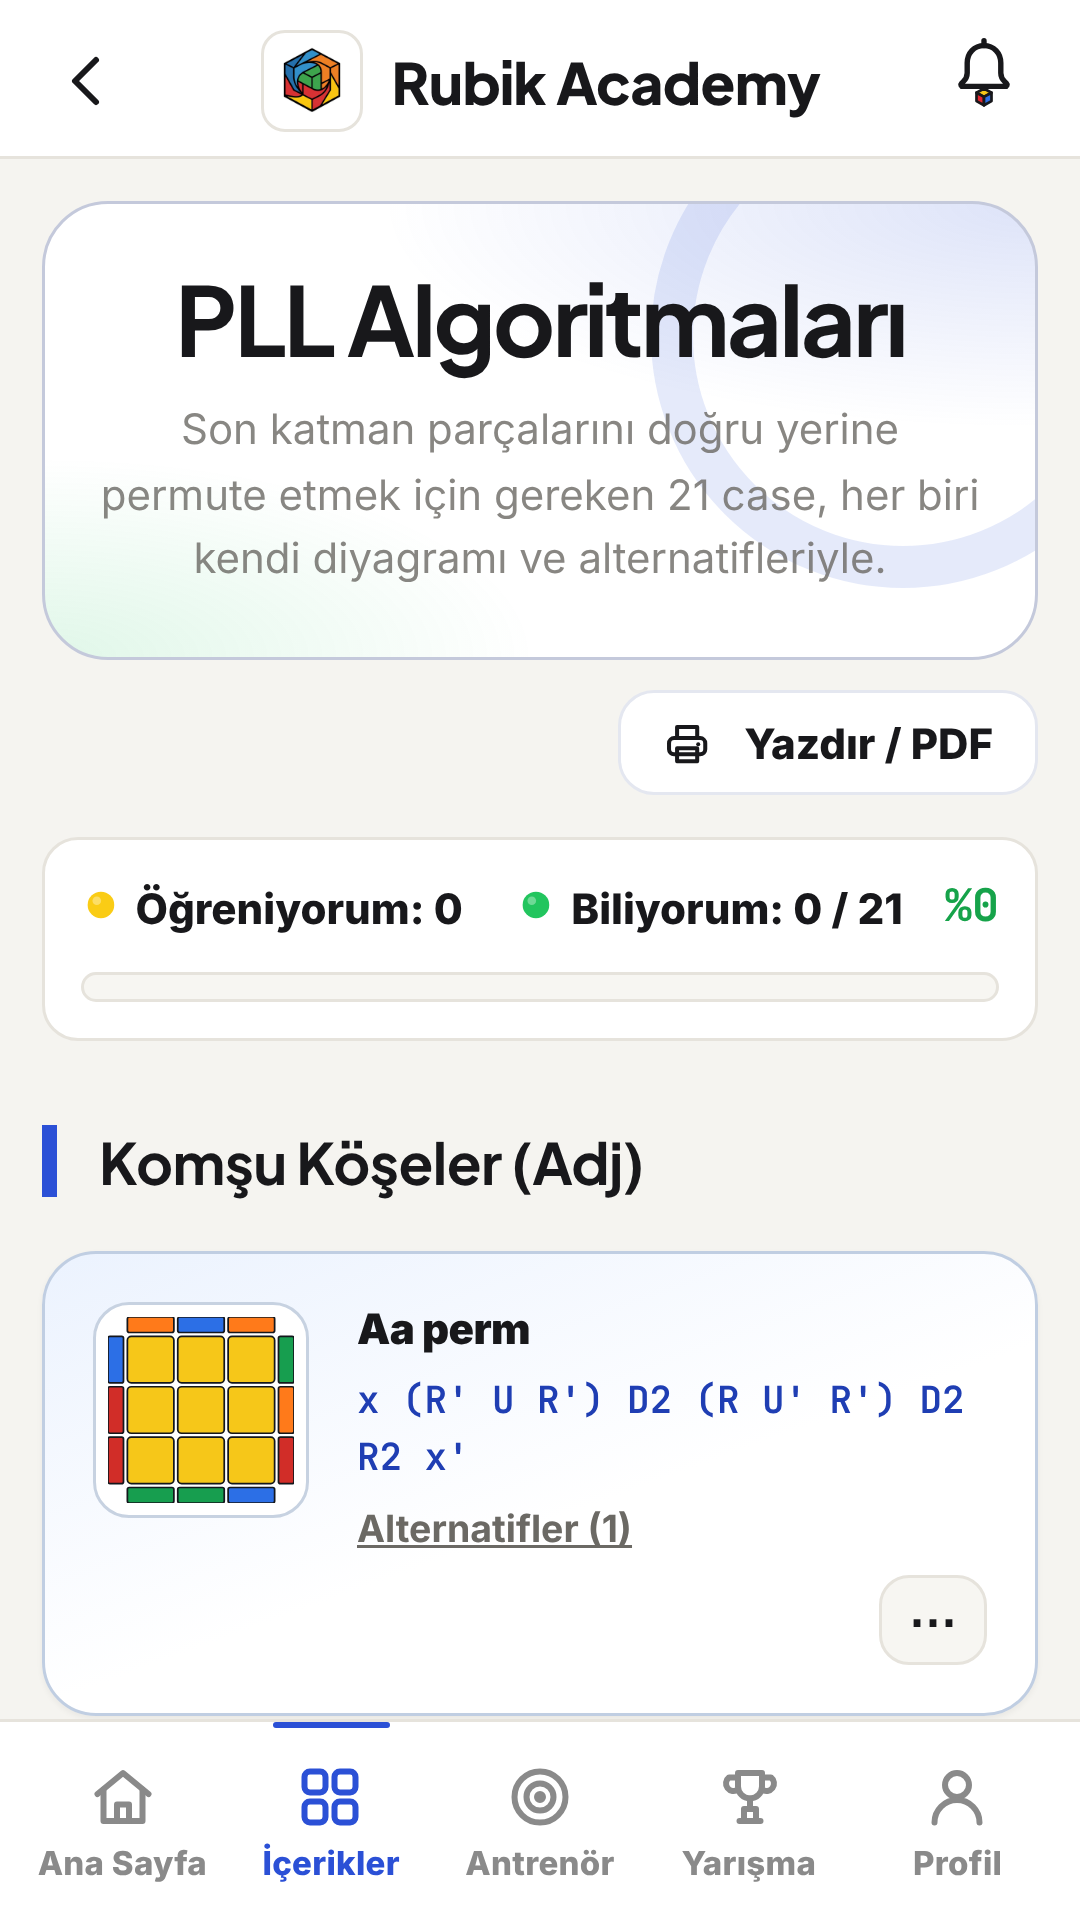 Rubik Academy
PLL Algoritmaları
Son katman parçalarını doğru yerine
permute etmek için gereken 21 case, her biri
kendi diyagramı ve alternatifleriyle.
Yazdır / PDF
Öğreniyorum: 0
Biliyorum: 0 / 21
%0
Komşu Köşeler (Adj)
Aa perm
x (R' U R') D2 (R U' R') D2
R2 x'
Alternatifler (1)
...
Ana Sayfa
İçerikler
Antrenör
Yarışma
Profil